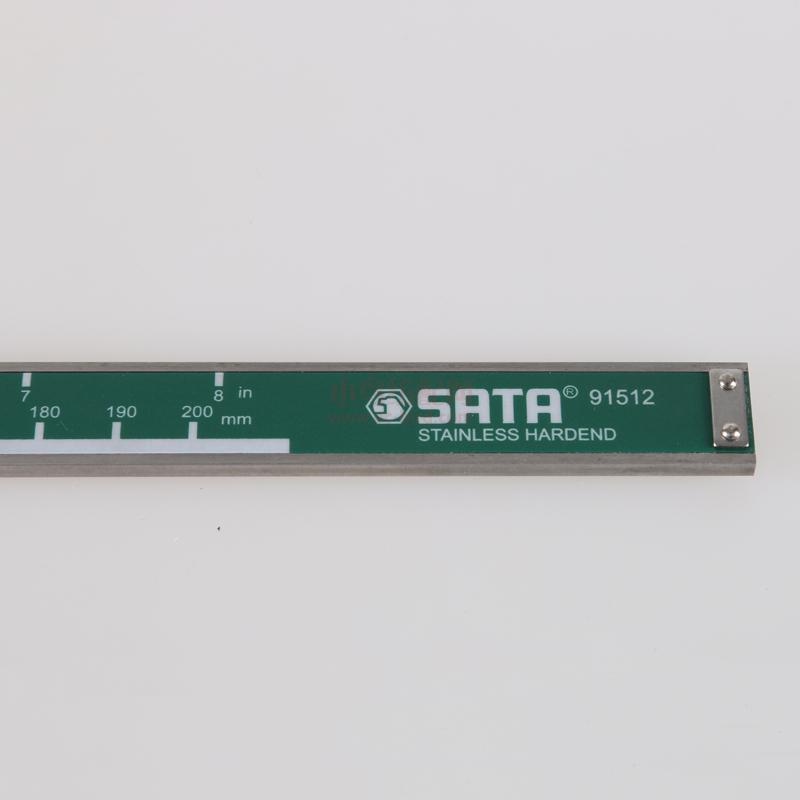 7 8 in
180 190 200 mm
SATA® 91512
STAINLESS HARDEND